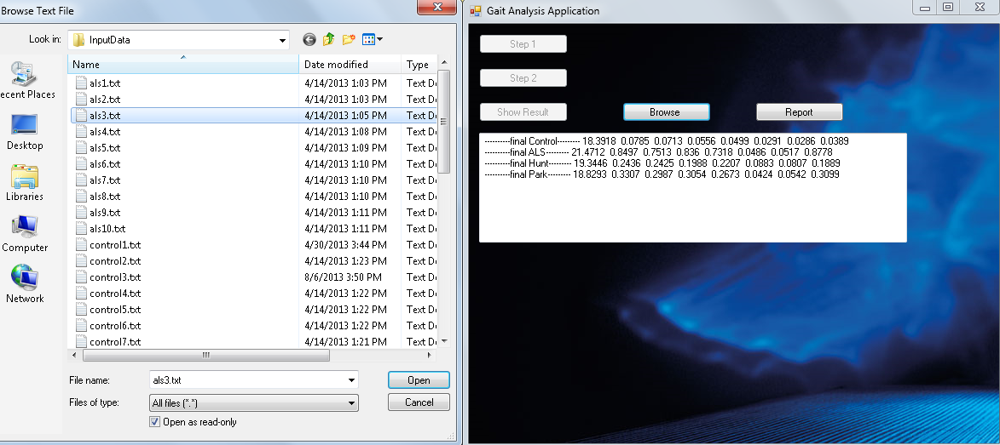 Browse Text File
Look in: InputData
Name Date modified Type
als1.txt 4/14/2013 1:03 PM Text Do
als2.txt 4/14/2013 1:03 PM Text Do
als3.txt 4/14/2013 1:05 PM Text Do
als4.txt 4/14/2013 1:08 PM Text Do
als5.txt 4/14/2013 1:09 PM Text Do
als6.txt 4/14/2013 1:10 PM Text Do
als7.txt 4/14/2013 1:10 PM Text Do
als8.txt 4/14/2013 1:10 PM Text Do
als9.txt 4/14/2013 1:11 PM Text Do
als10.txt 4/14/2013 1:11 PM Text Do
control1.txt 4/30/2013 3:44 PM Text Do
control2.txt 4/14/2013 1:23 PM Text Do
control3.txt 8/6/2013 3:50 PM Text Do
control4.txt 4/14/2013 1:22 PM Text Do
control5.txt 4/14/2013 1:22 PM Text Do
control6.txt 4/14/2013 1:22 PM Text Do
control7.txt 4/14/2013 1:21 PM Text Do
ecent Places
Desktop
Libraries
Computer
Network
File name: als3.txt Open
Files of type: All files (*.*) Cancel
Open as read-only
Gait Analysis Application
Step 1
Step 2
Show Result Browse Report
----------final Control--------- 18.3918 0.0785 0.0713 0.0556 0.0499 0.0291 0.0286 0.0389
----------final ALS--------- 21.4712 0.8497 0.7513 0.836 0.7318 0.0486 0.0517 0.8778
----------final Hunt--------- 19.3446 0.2436 0.2425 0.1988 0.2207 0.0883 0.0807 0.1889
----------final Park--------- 18.8293 0.3307 0.2987 0.3054 0.2673 0.0424 0.0542 0.3099